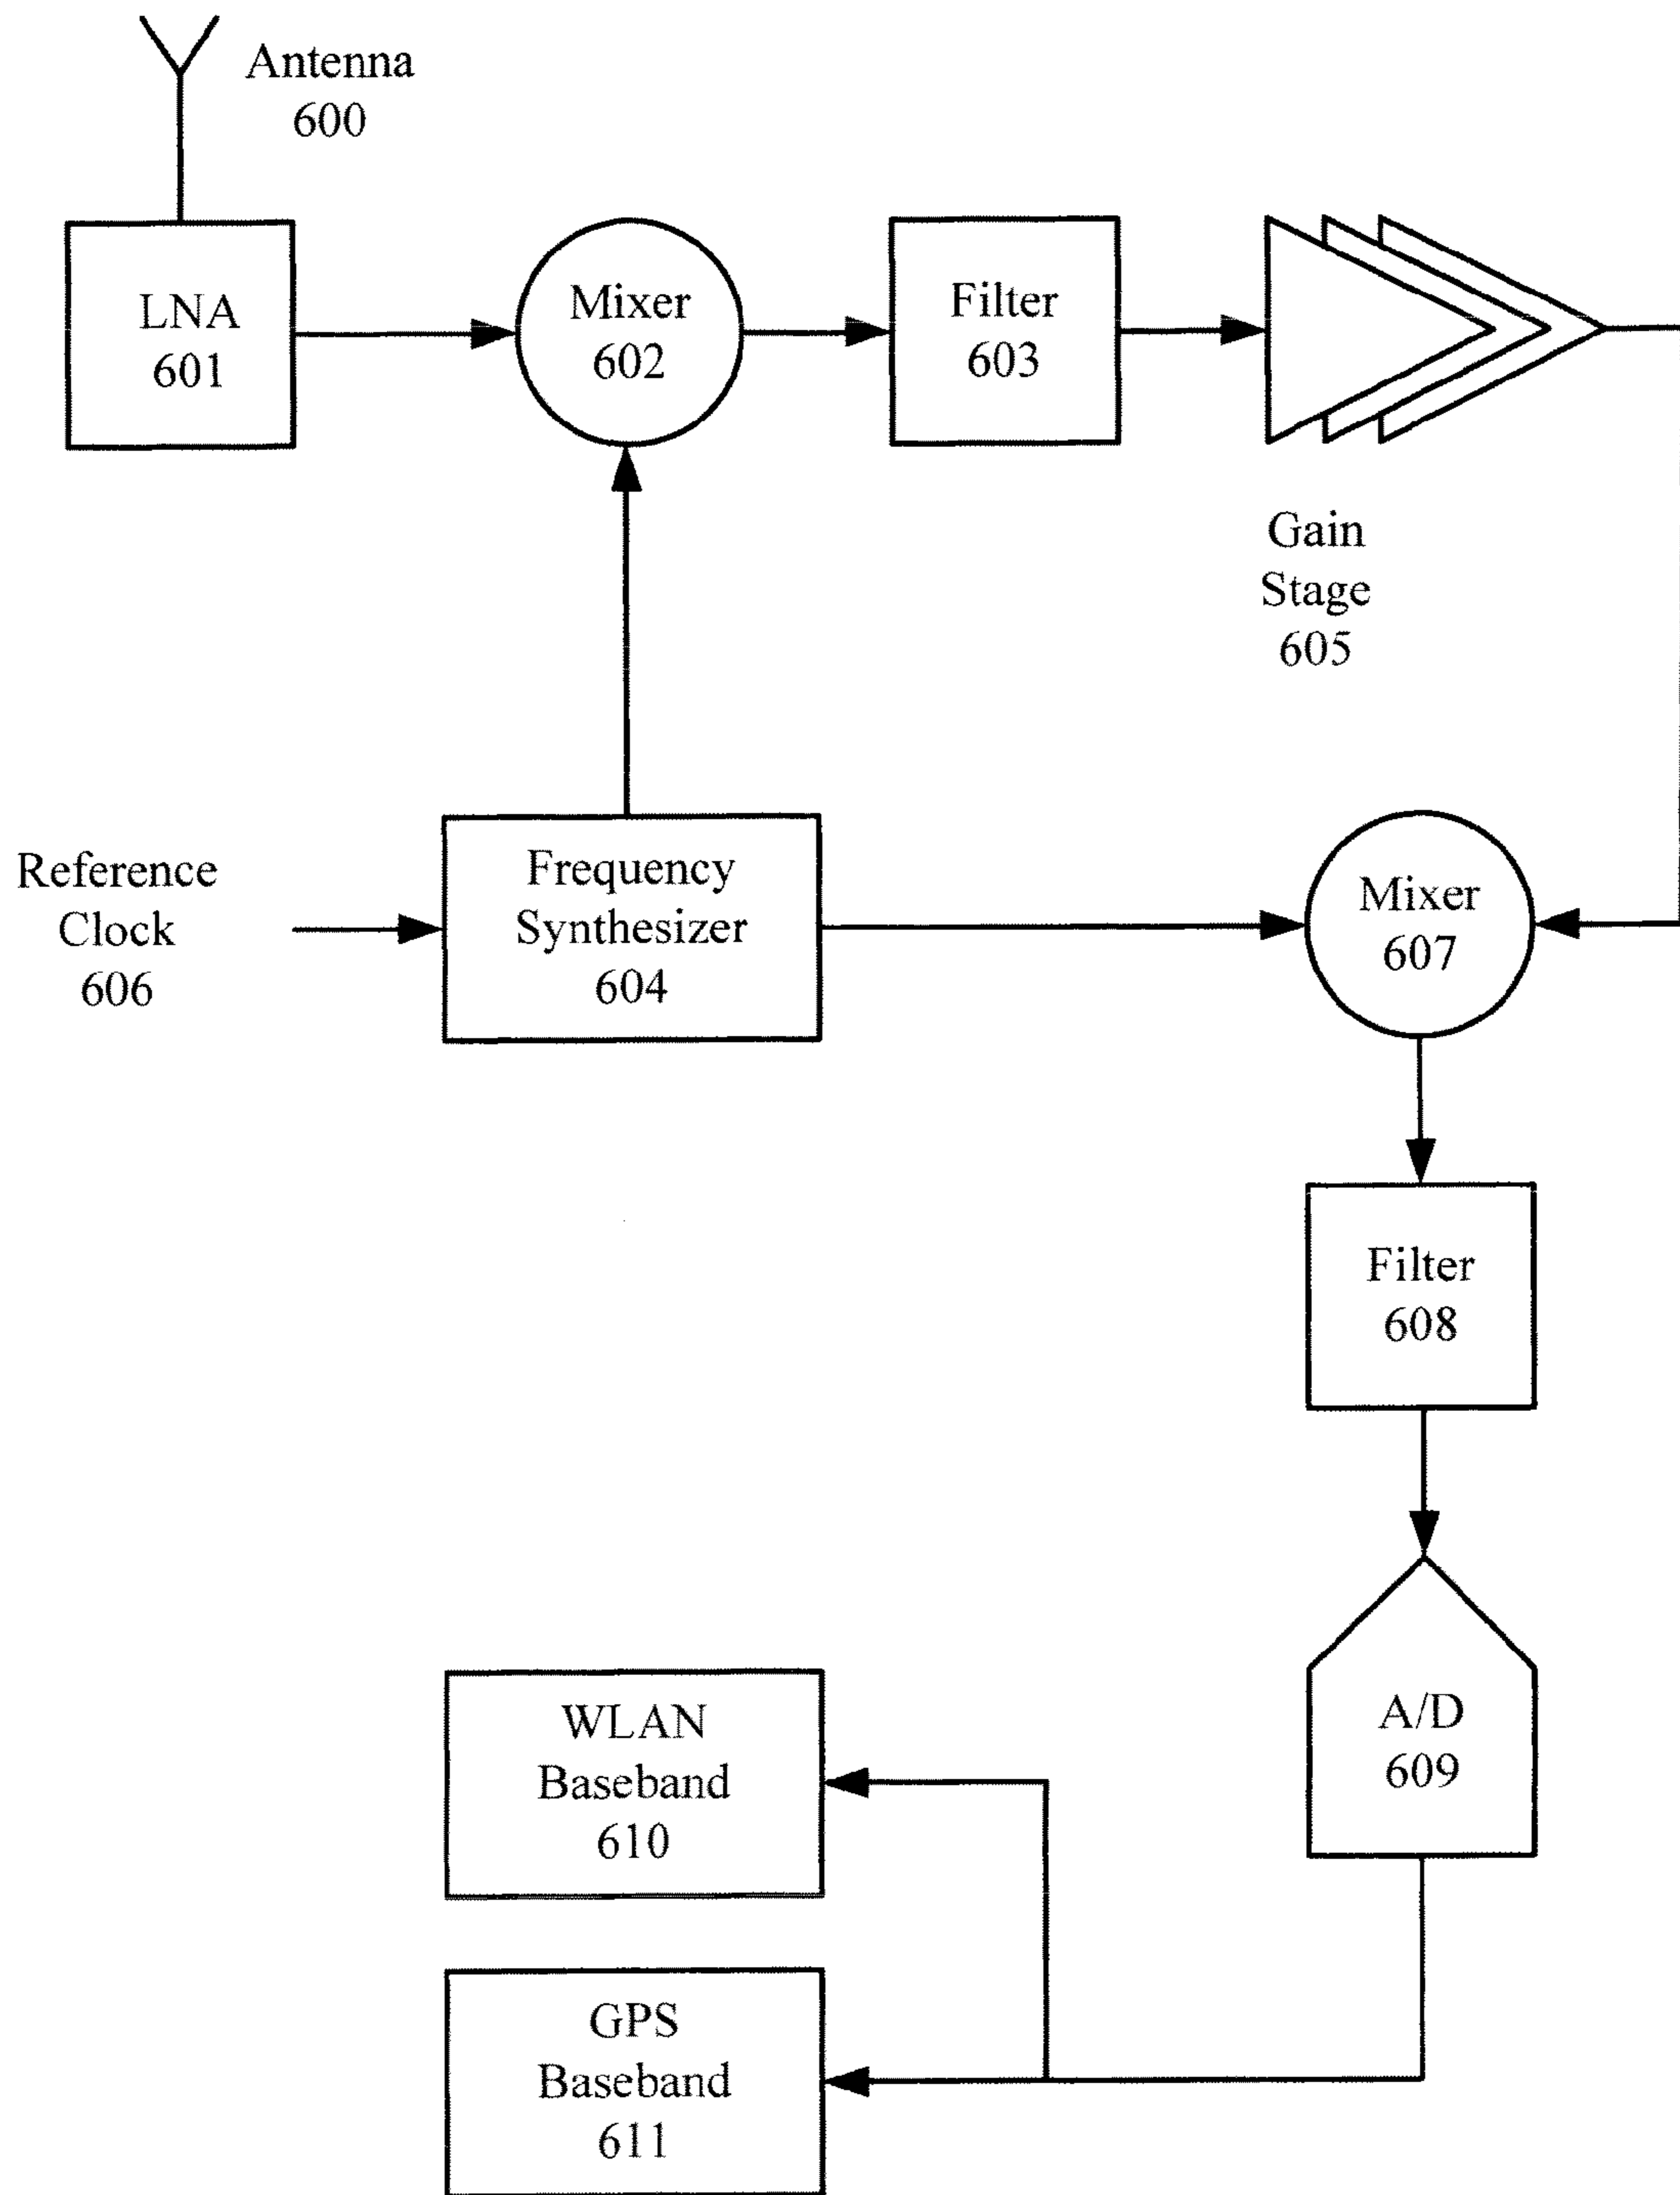 Antenna
600
LNA
601
Mixer
602
Filter
603
Gain
Stage
605
Reference
Clock
606
Frequency
Synthesizer
604
Mixer
607
Filter
608
A/D
609
WLAN
Baseband
610
GPS
Baseband
611